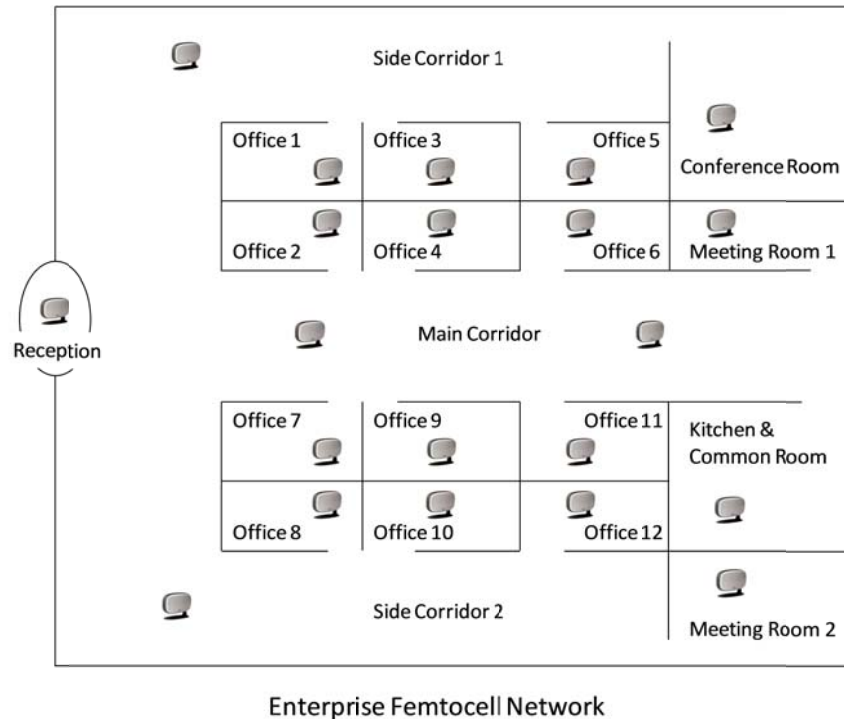 Side Corridor 1
Office 1
Office 3
Office 5
Conference Room
Office 2
Office 4
Office 6
Meeting Room 1
Reception
Main Corridor
Office 7
Office 9
Office 11
Kitchen &
Common Room
Office 8
Office 10
Office 12
Side Corridor 2
Meeting Room 2
Enterprise Femtocell Network